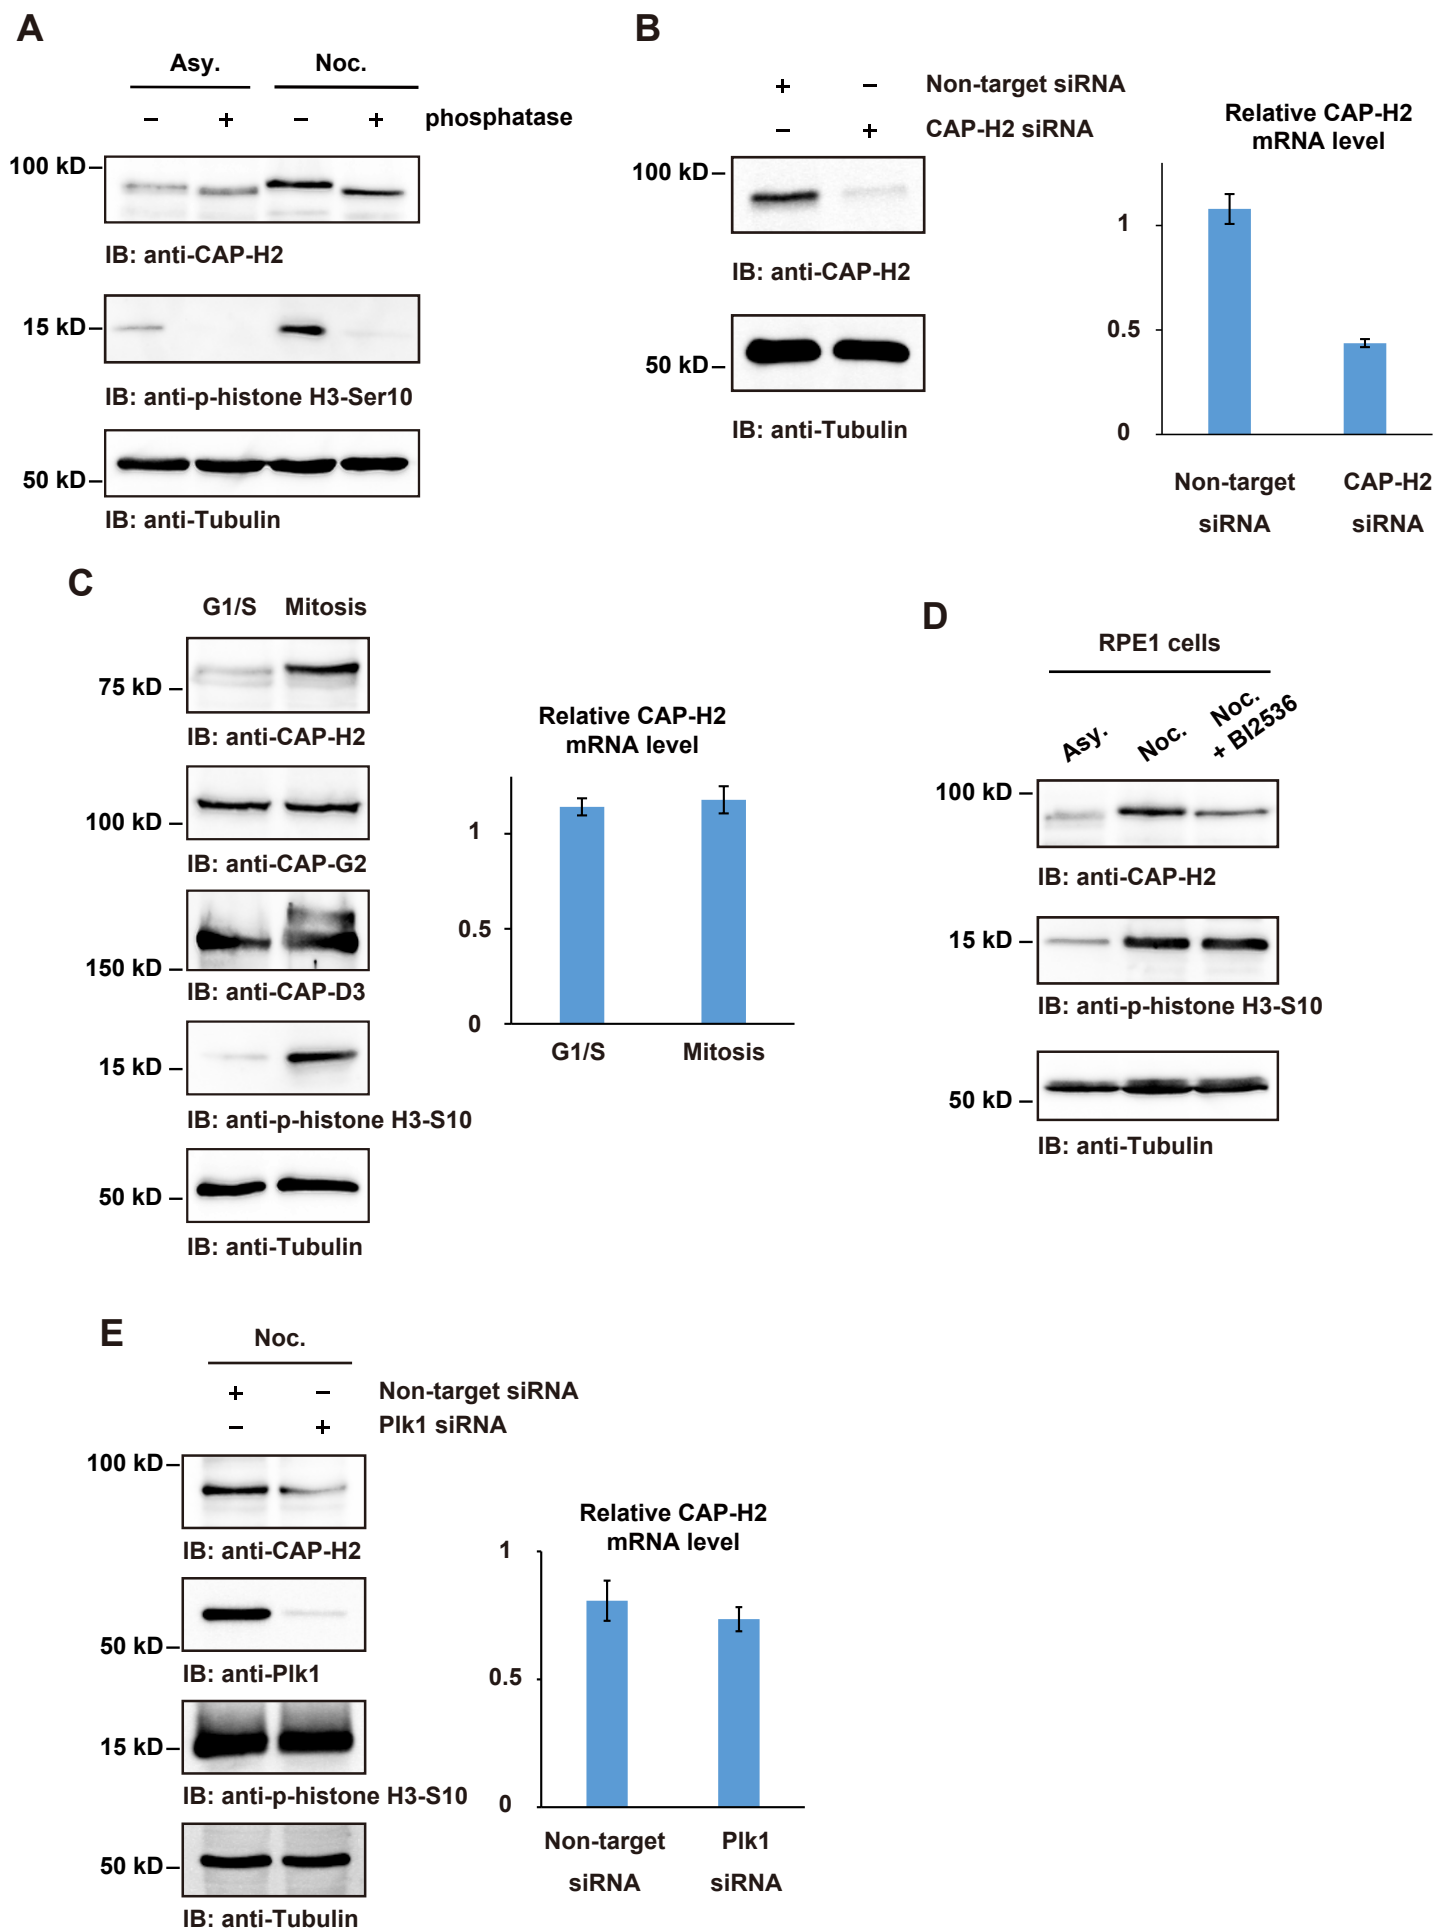 A
Asy. Noc.
− + − + phosphatase
100 kD
IB: anti-CAP-H2
15 kD
IB: anti-p-histone H3-Ser10
50 kD
IB: anti-Tubulin
B
+ − Non-target siRNA
− + CAP-H2 siRNA
100 kD
IB: anti-CAP-H2
50 kD
IB: anti-Tubulin
Relative CAP-H2
mRNA level
1
0.5
0
Non-target CAP-H2
siRNA siRNA
C
G1/S Mitosis
75 kD
IB: anti-CAP-H2
100 kD
IB: anti-CAP-G2
150 kD
IB: anti-CAP-D3
15 kD
IB: anti-p-histone H3-S10
50 kD
IB: anti-Tubulin
Relative CAP-H2
mRNA level
1
0.5
0
G1/S Mitosis
D
RPE1 cells
Asy. Noc. Noc.
+ BI2536
100 kD
IB: anti-CAP-H2
15 kD
IB: anti-p-histone H3-S10
50 kD
IB: anti-Tubulin
E
Noc.
+ − Non-target siRNA
− + Plk1 siRNA
100 kD
IB: anti-CAP-H2
50 kD
IB: anti-Plk1
15 kD
IB: anti-p-histone H3-S10
50 kD
IB: anti-Tubulin
Relative CAP-H2
mRNA level
1
0.5
0
Non-target Plk1
siRNA siRNA